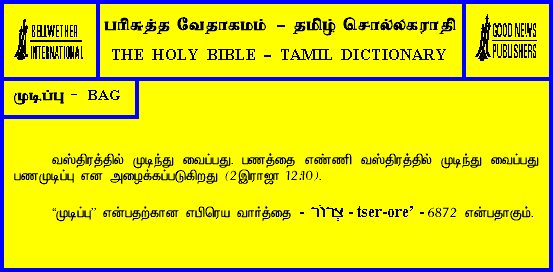 BELLWETHER
INTERNATIONAL
பரிசுத்த வேதாகமம் – தமிழ் சொல்லகராதி
THE HOLY BIBLE – TAMIL DICTIONARY
GOOD NEWS
PUBLISHERS
முடிப்பு - BAG
வஸ்திரத்தில் முடிந்து வைப்பது. பணத்தை எண்ணி வஸ்திரத்தில் முடிந்து வைப்பது
பணமுடிப்பு என அழைக்கப்படுகிறது (2இராஜா 12:10).
“முடிப்பு” என்பதற்கான எபிரெய வார்த்தை - צְרוֹר - tser-ore’ - 6872 என்பதாகும்.